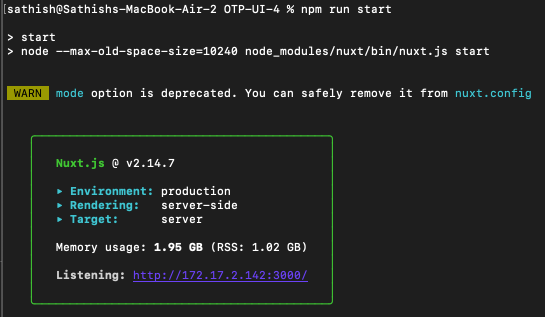 [sathish@Sathishs-MacBook-Air-2 OTP-UI-4 % npm run start
> start
> node --max-old-space-size=10240 node_modules/nuxt/bin/nuxt.js start
WARN mode option is deprecated. You can safely remove it from nuxt.config
Nuxt.js @ v2.14.7
▸ Environment: production
▸ Rendering: server-side
▸ Target: server
Memory usage: 1.95 GB (RSS: 1.02 GB)
Listening: http://172.17.2.142:3000/